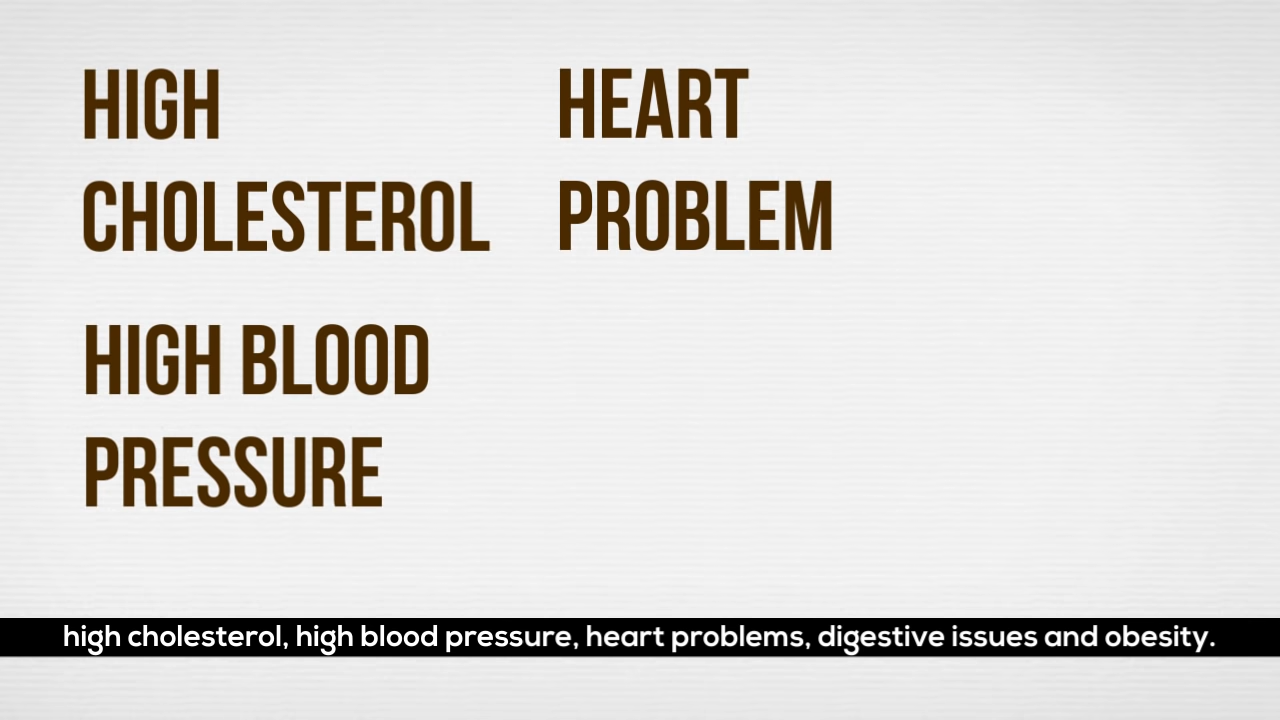 HIGH
CHOLESTEROL
HIGH BLOOD
PRESSURE
HEART
PROBLEM
high cholesterol, high blood pressure, heart problems, digestive issues and obesity.